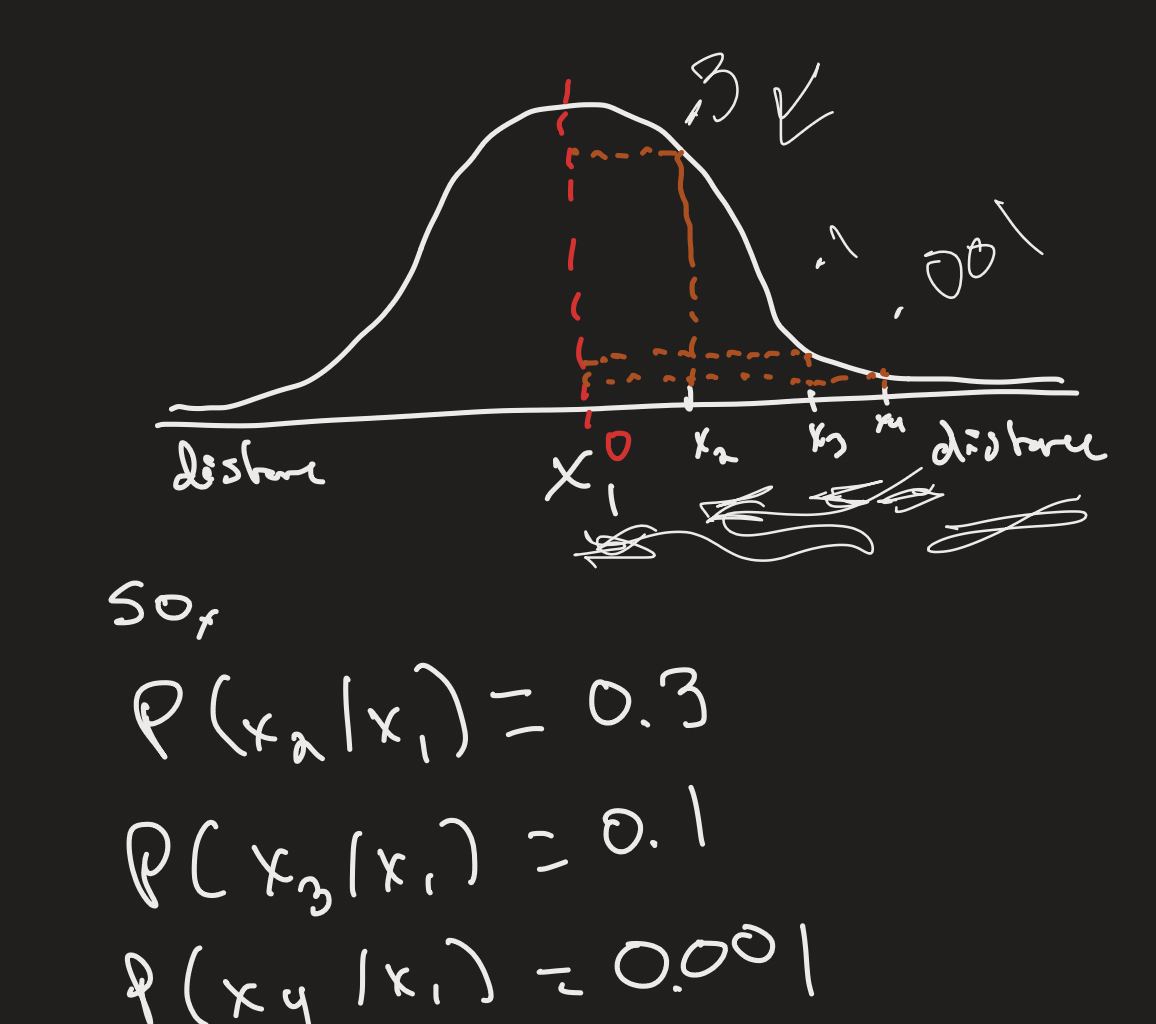 .3
.1
.001
distance X₁ 0 x₂ x₃ x₄ distance
so,
P(x₂|x₁) = 0.3
P(x₃|x₁) = 0.1
P(x₄|x₁) = 0.001